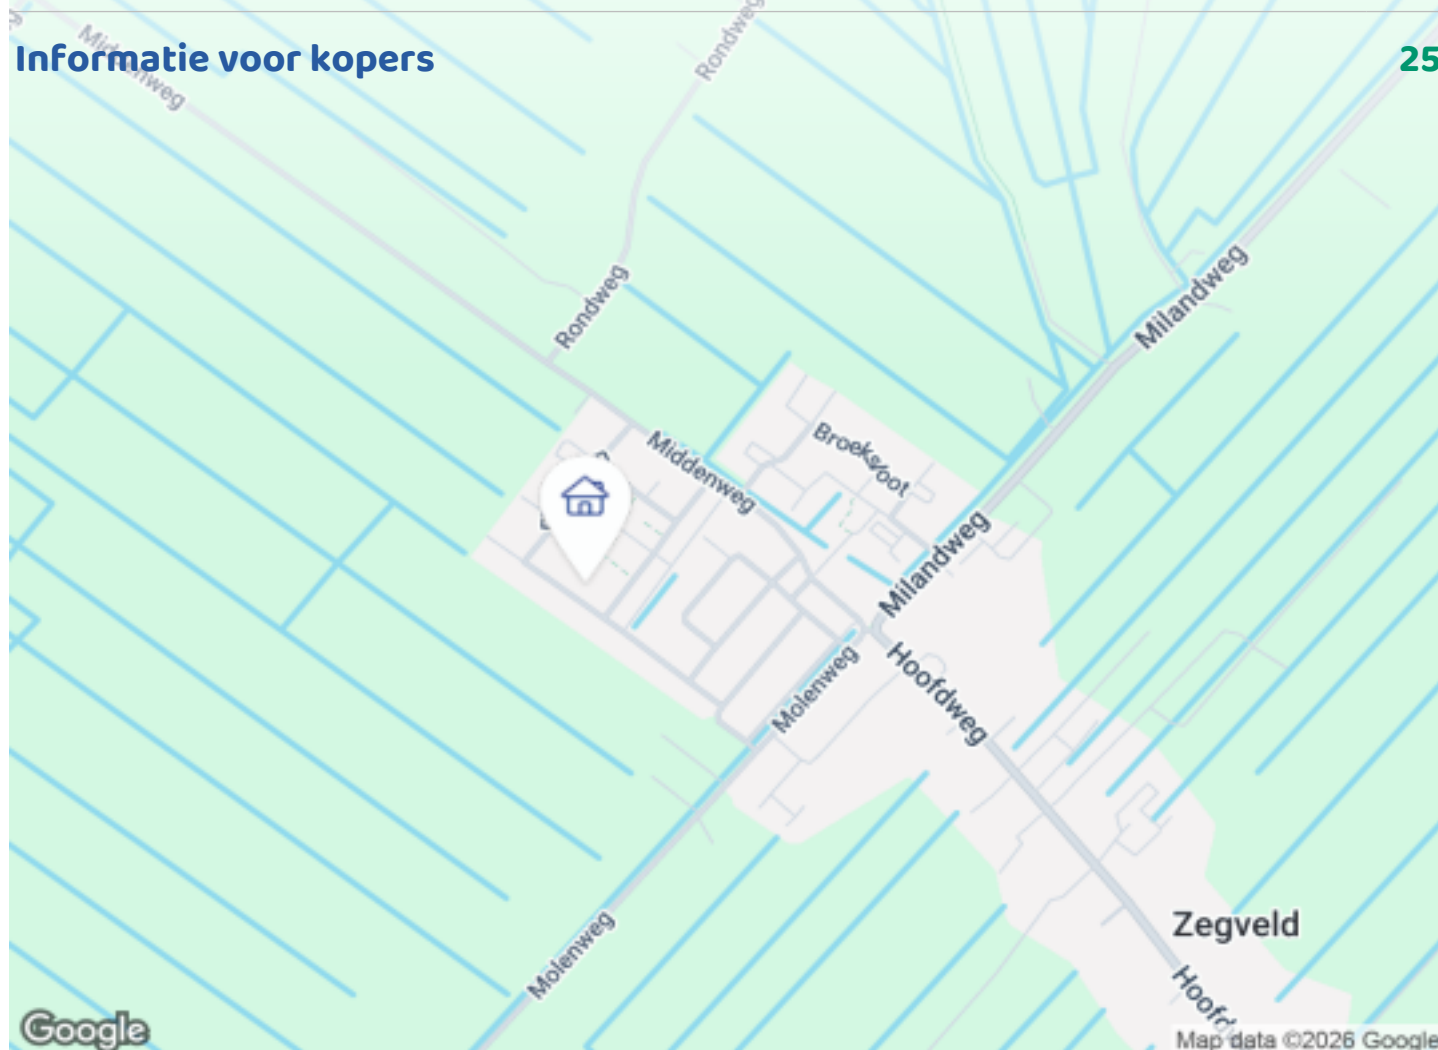 Informatie voor kopers
25
Middenweg
Rondweg
Rondweg
Milandweg
Broeksloot
Middenweg
Milandweg
Hoofdweg
Molenweg
Molenweg
Zegveld
Google
Map data ©2026 Google